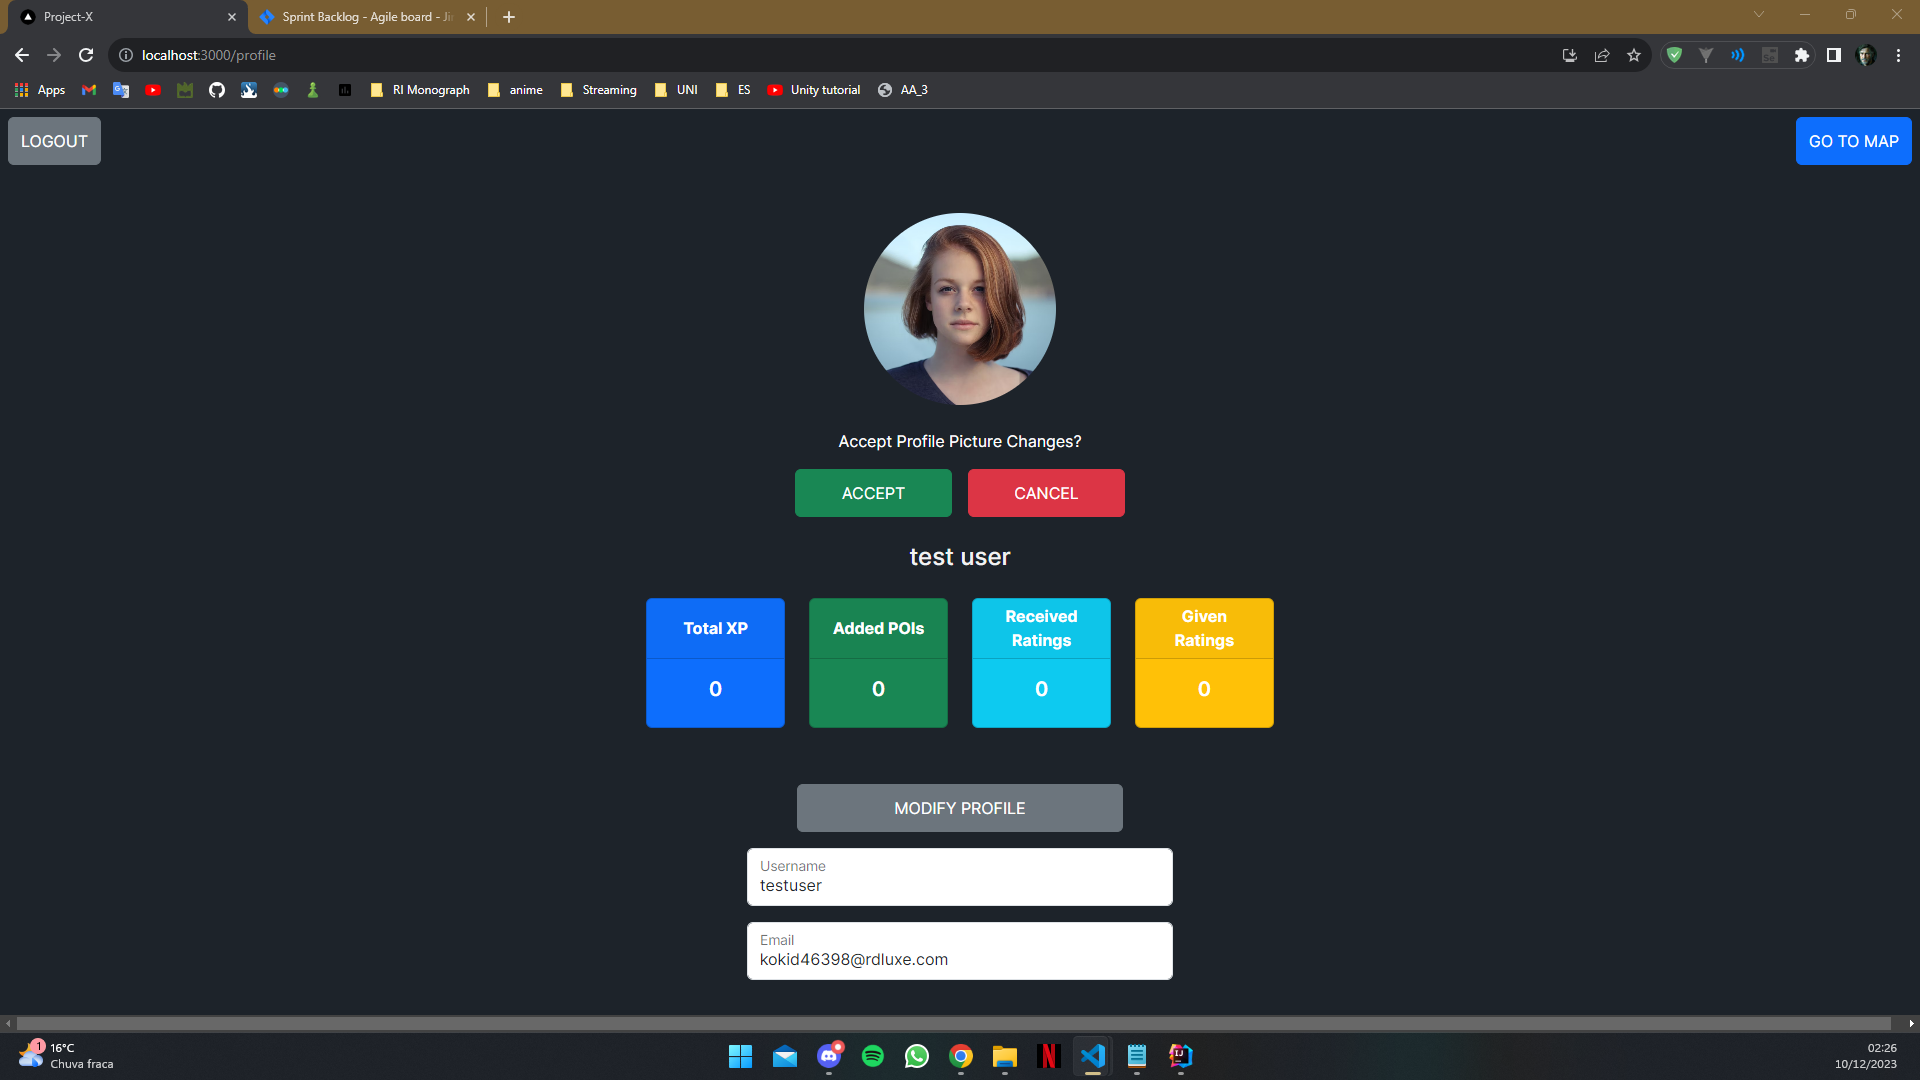 Project-X
Sprint Backlog - Agile board - Ji
localhost:3000/profile
Apps
RI Monograph
anime
Streaming
UNI
ES
Unity tutorial
AA_3
LOGOUT
GO TO MAP
Accept Profile Picture Changes?
ACCEPT
CANCEL
test user
Total XP
0
Added POIs
0
Received
Ratings
0
Given
Ratings
0
MODIFY PROFILE
Username
testuser
Email
kokid46398@rdluxe.com
1
16°C
Chuva fraca
02:26
10/12/2023